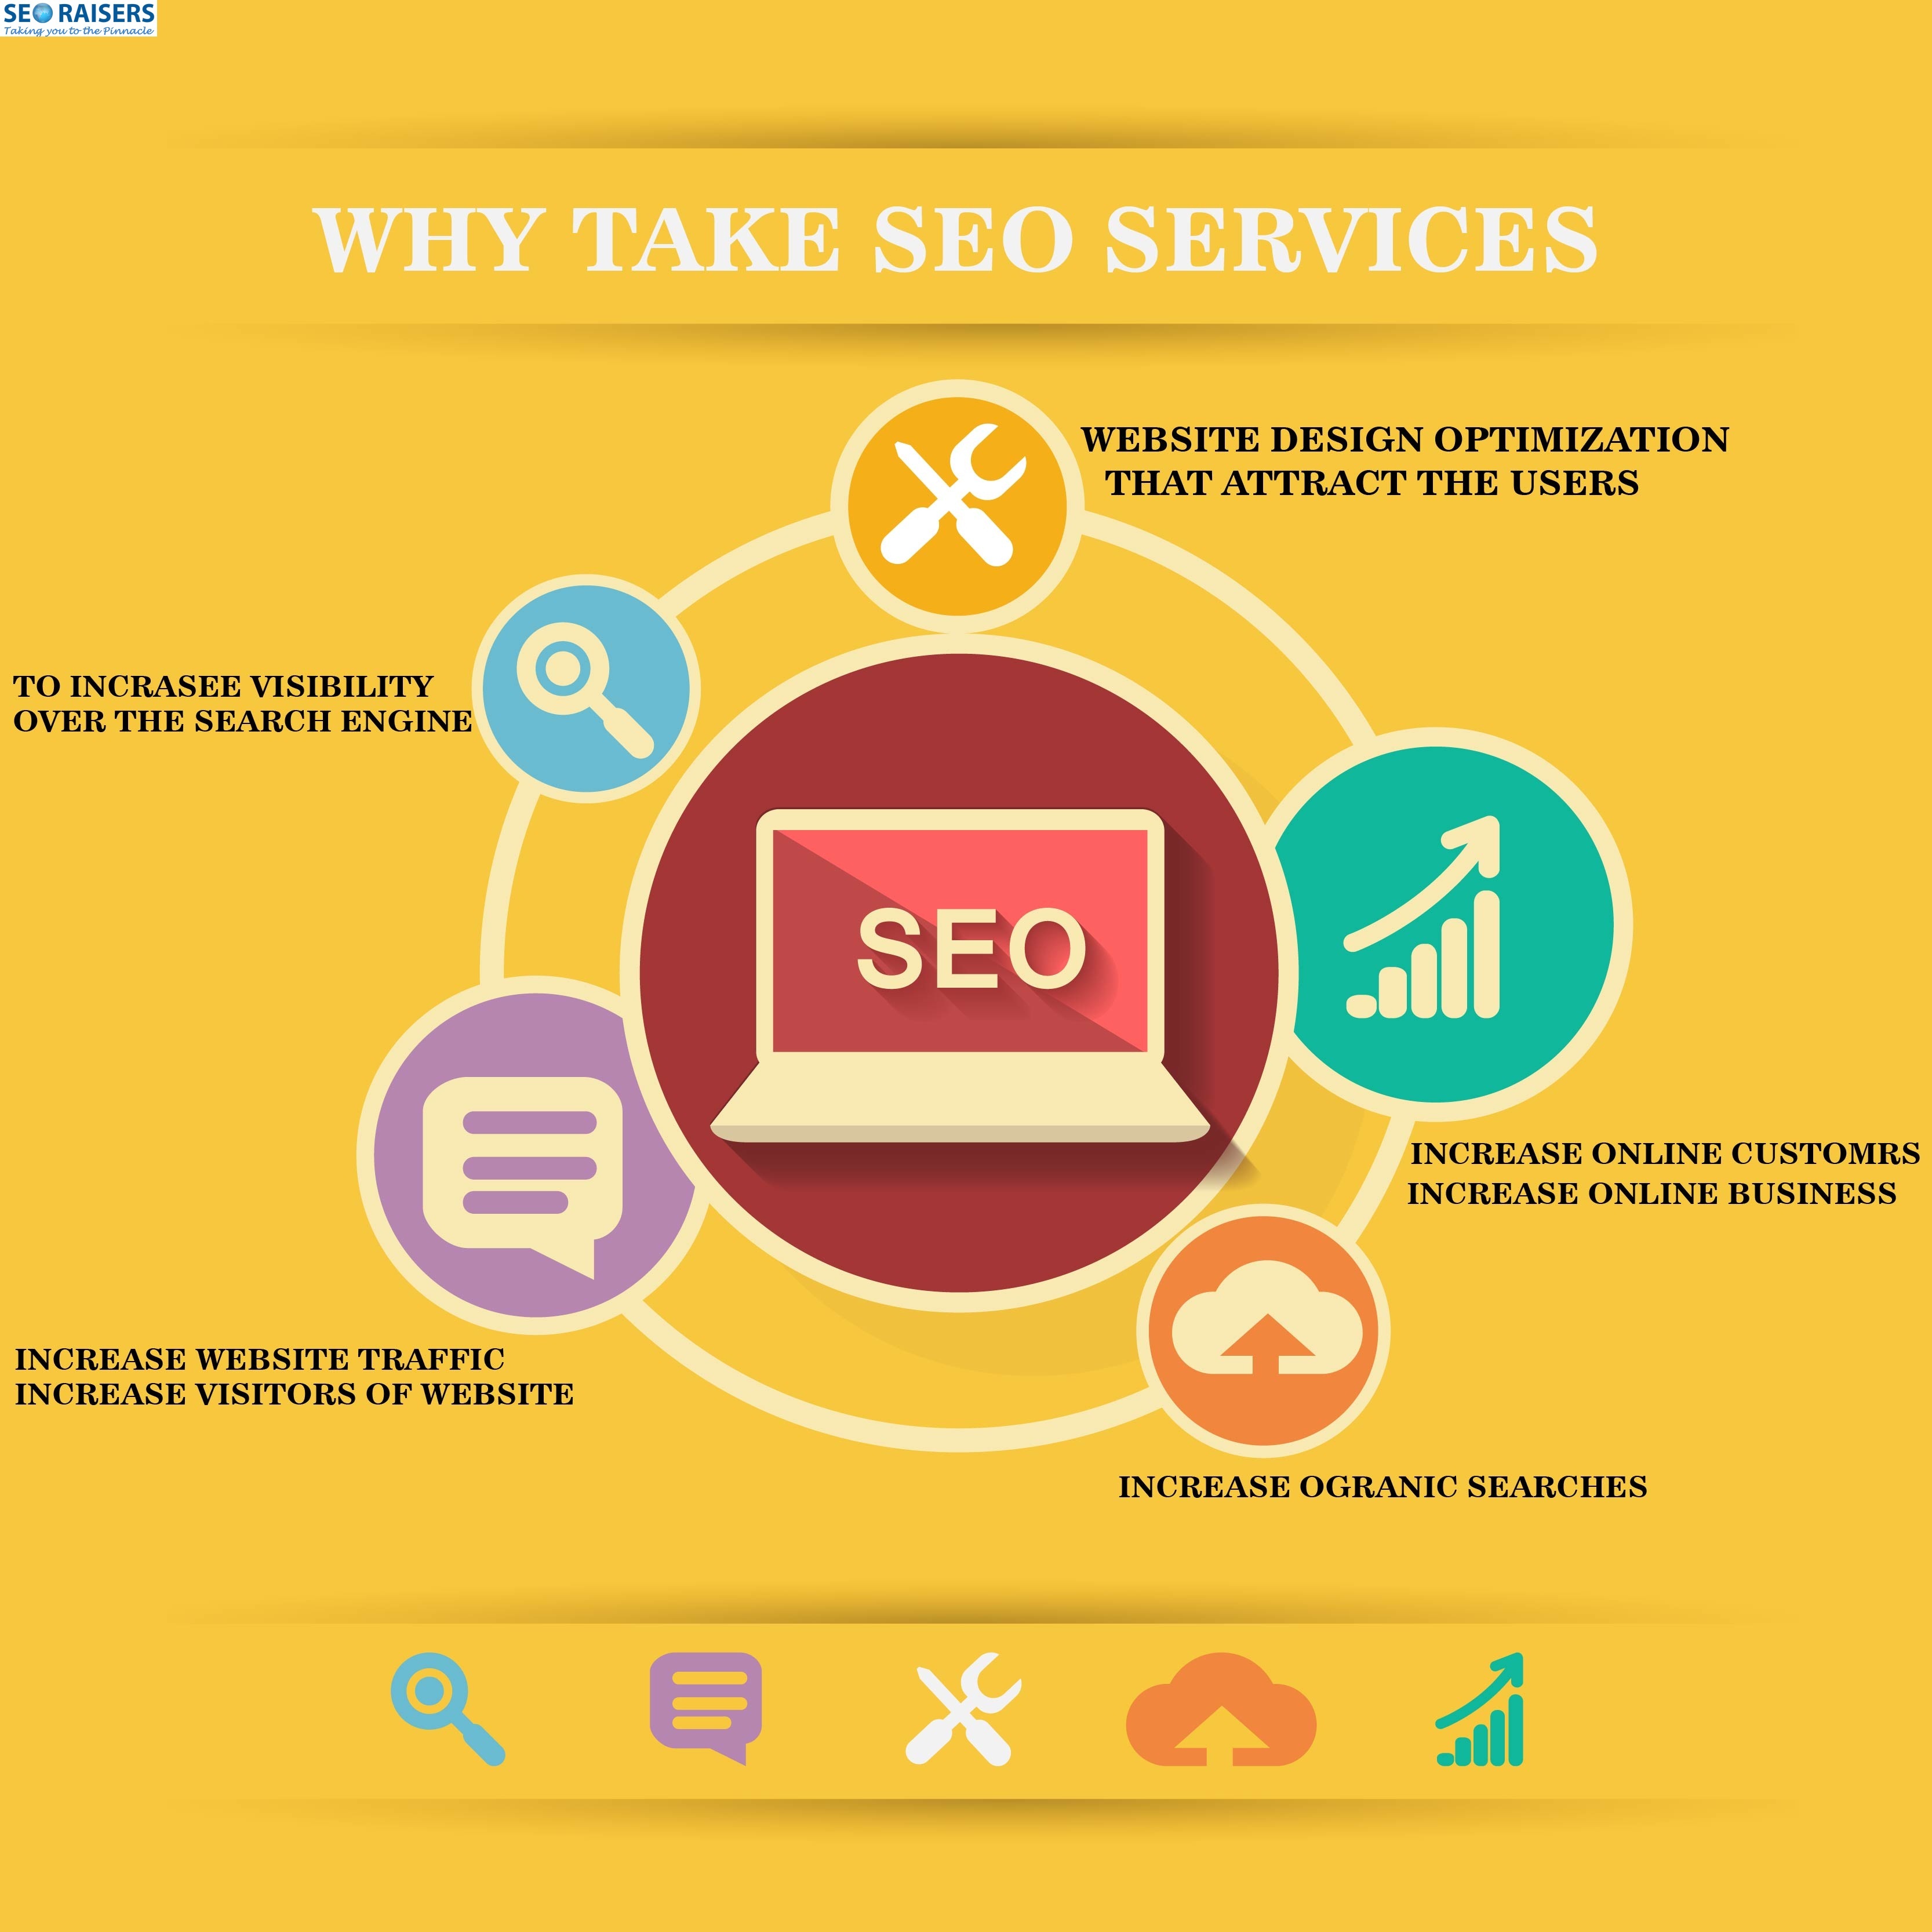 SEO RAISERS
Taking you to the Pinnacle
WHY TAKE SEO SERVICES
WEBSITE DESIGN OPTIMIZATION
THAT ATTRACT THE USERS
TO INCRASEE VISIBILITY
OVER THE SEARCH ENGINE
SEO
INCREASE ONLINE CUSTOMRS
INCREASE ONLINE BUSINESS
INCREASE WEBSITE TRAFFIC
INCREASE VISITORS OF WEBSITE
INCREASE OGRANIC SEARCHES